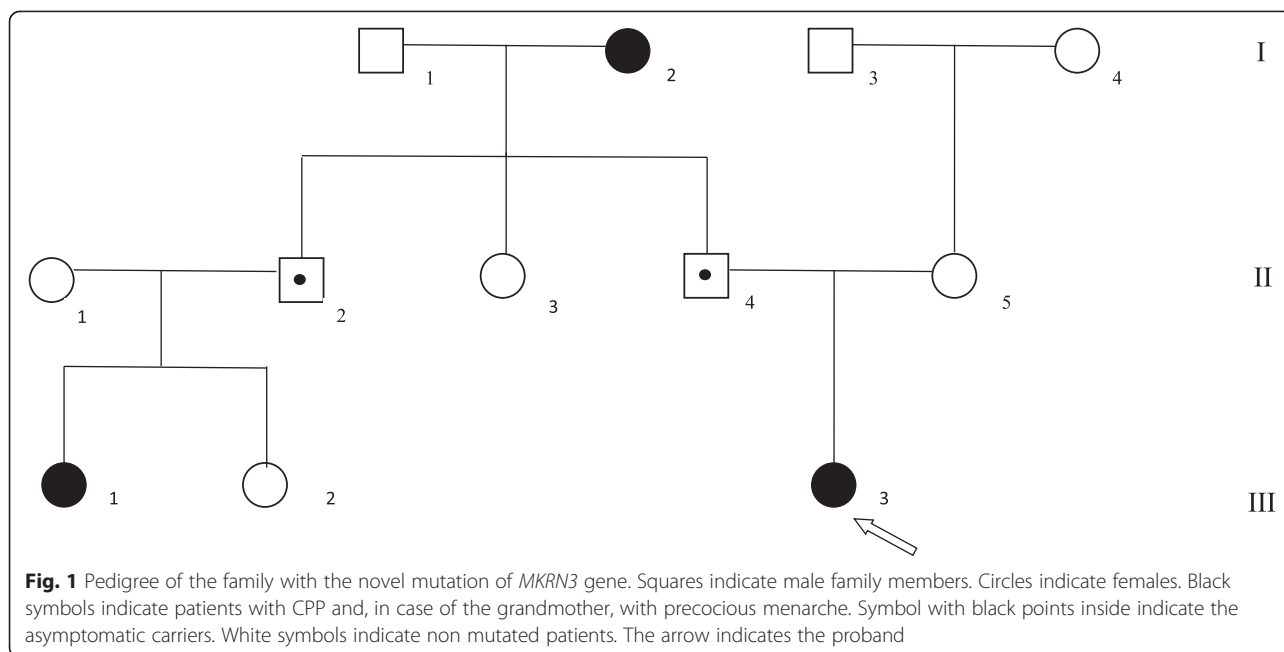 I
1
2
3
4
II
1
2
3
4
5
III
1
2
3
Fig. 1 Pedigree of the family with the novel mutation of MKRN3 gene. Squares indicate male family members. Circles indicate females. Black
symbols indicate patients with CPP and, in case of the grandmother, with precocious menarche. Symbol with black points inside indicate the
asymptomatic carriers. White symbols indicate non mutated patients. The arrow indicates the proband